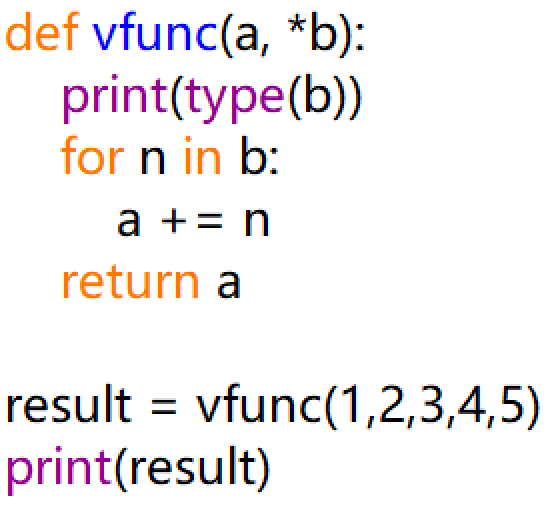 def vfunc(a, *b):
    print(type(b))
    for n in b:
        a += n
    return a

result = vfunc(1,2,3,4,5)
print(result)